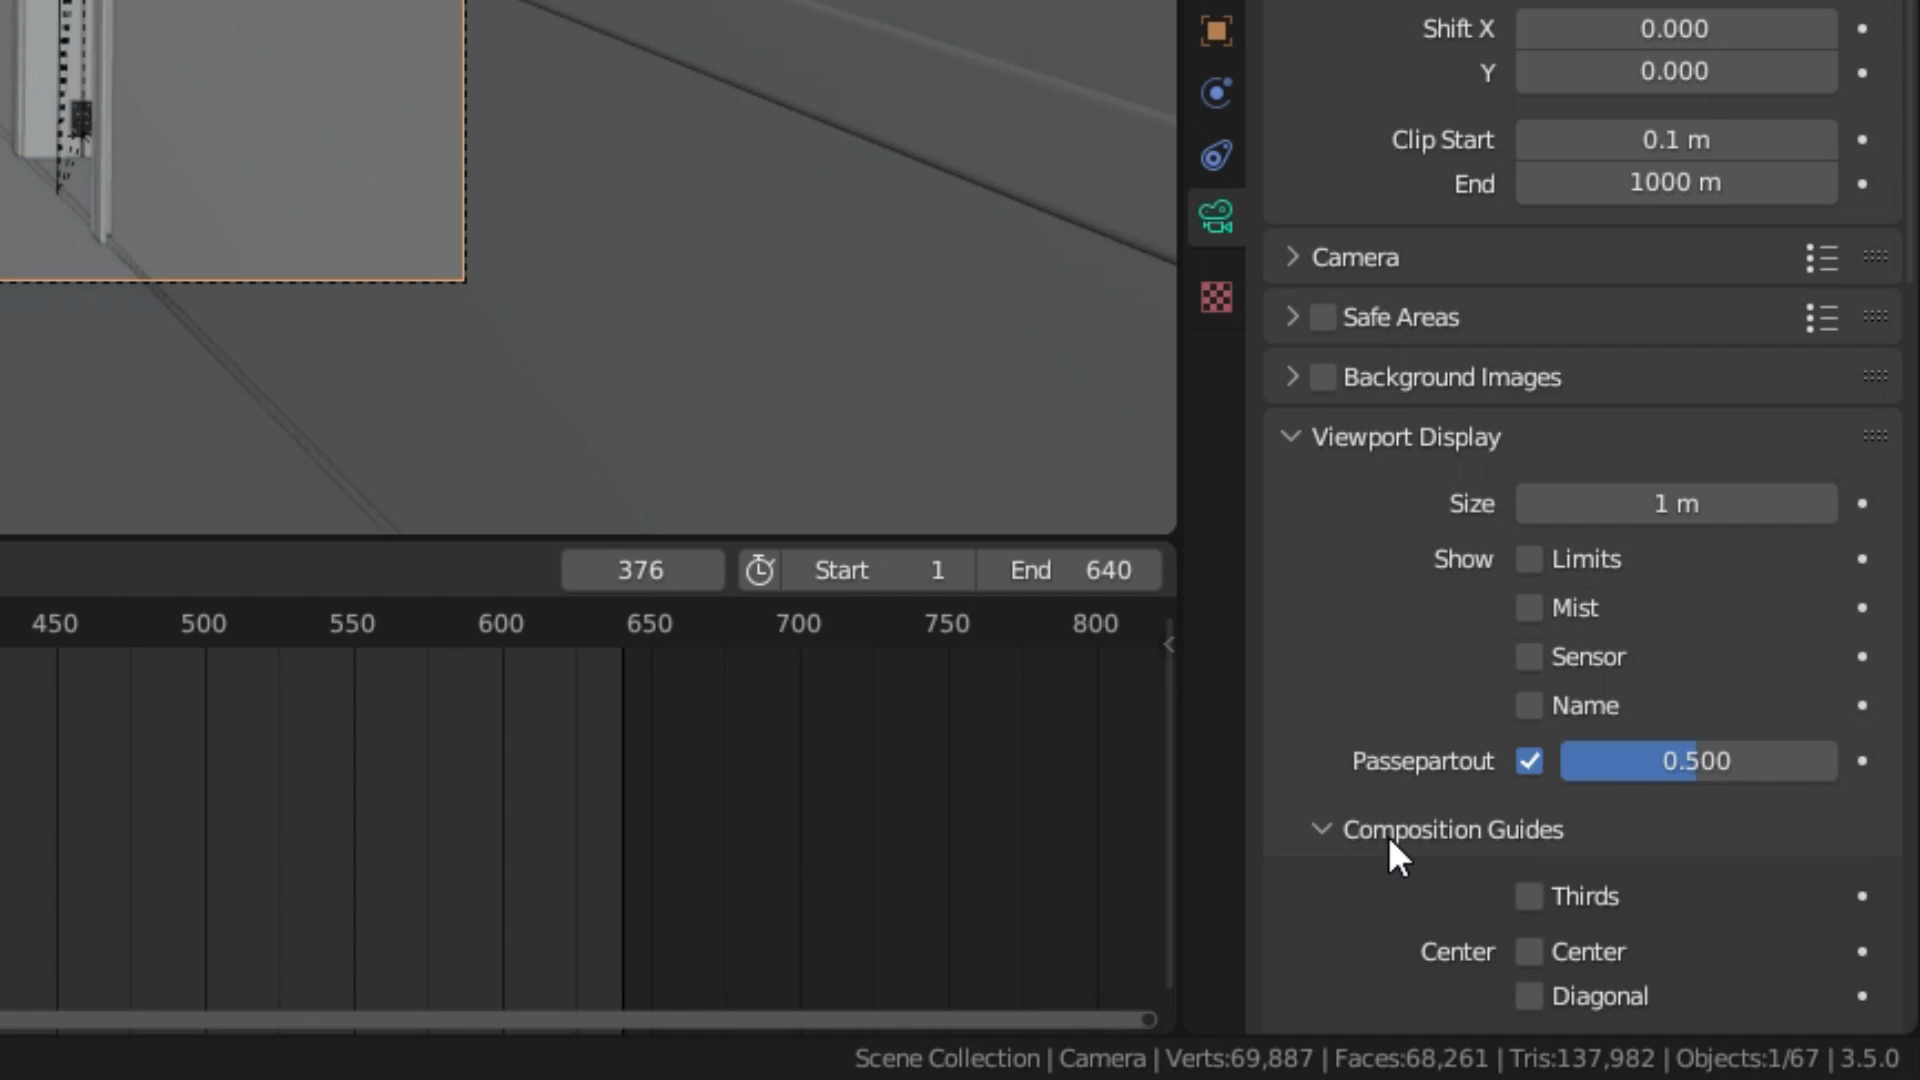 Shift X 0.000
Y 0.000
Clip Start 0.1 m
End 1000 m
Camera
Safe Areas
Background Images
Viewport Display
Size 1 m
Show Limits
Mist
Sensor
Name
Passepartout 0.500
Composition Guides
Thirds
Center Center
Diagonal
376 Start 1 End 640
450 500 550 600 650 700 750 800
Scene Collection | Camera | Verts:69,887 | Faces:68,261 | Tris:137,982 | Objects:1/67 | 3.5.0